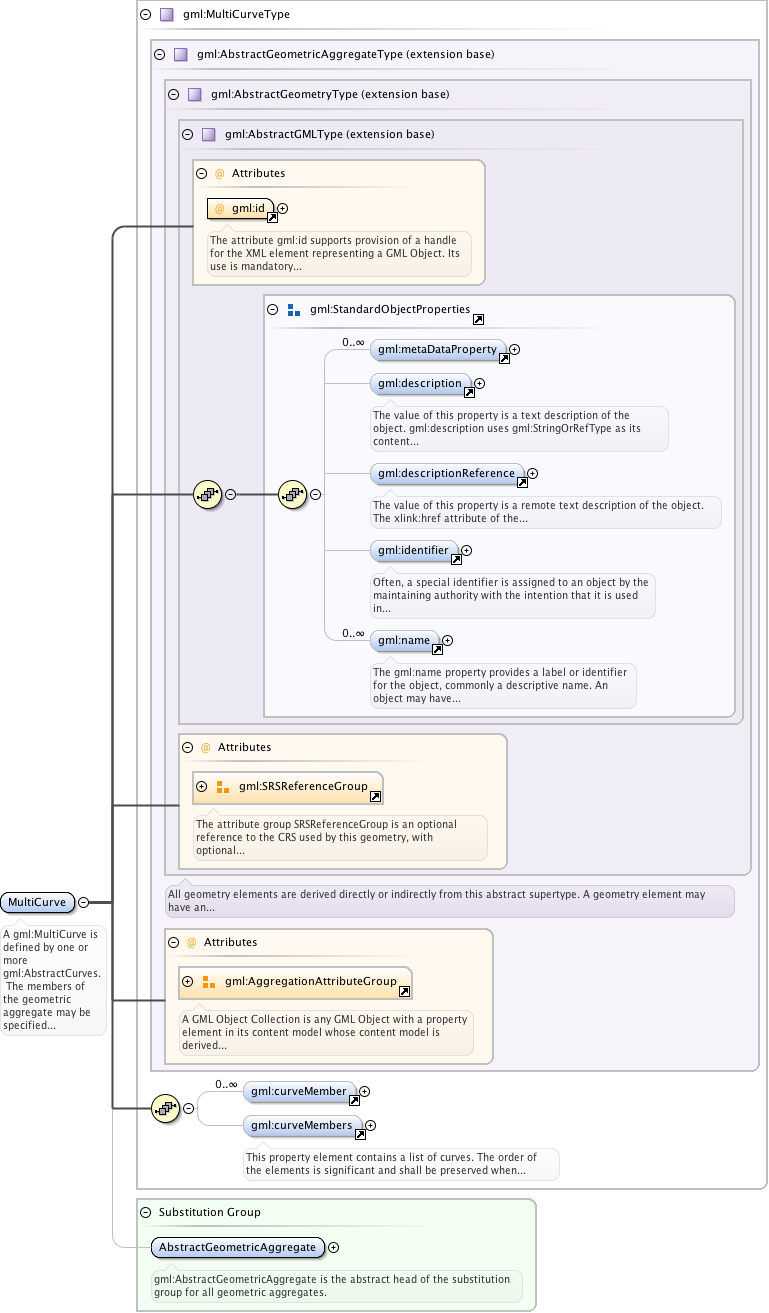 gml:MultiCurveType
gml:AbstractGeometricAggregateType (extension base)
gml:AbstractGeometryType (extension base)
gml:AbstractGMLType (extension base)
@ Attributes
@ gml:id
The attribute gml:id supports provision of a handle
for the XML element representing a GML Object. Its
use is mandatory...
gml:StandardObjectProperties
0..∞
gml:metaDataProperty
gml:description
The value of this property is a text description of the
object. gml:description uses gml:StringOrRefType as its
content...
gml:descriptionReference
The value of this property is a remote text description of the object.
The xlink:href attribute of the...
gml:identifier
Often, a special identifier is assigned to an object by the
maintaining authority with the intention that it is used
in...
0..∞
gml:name
The gml:name property provides a label or identifier
for the object, commonly a descriptive name. An
object may have...
@ Attributes
gml:SRSReferenceGroup
The attribute group SRSReferenceGroup is an optional
reference to the CRS used by this geometry, with
optional...
All geometry elements are derived directly or indirectly from this abstract supertype. A geometry element may
have an...
MultiCurve
A gml:MultiCurve is
defined by one or
more
gml:AbstractCurves.
The members of
the geometric
aggregate may be
specified...
@ Attributes
gml:AggregationAttributeGroup
A GML Object Collection is any GML Object with a property
element in its content model whose content model is
derived...
0..∞
gml:curveMember
gml:curveMembers
This property element contains a list of curves. The order of
the elements is significant and shall be preserved when...
Substitution Group
AbstractGeometricAggregate
gml:AbstractGeometricAggregate is the abstract head of the substitution
group for all geometric aggregates.